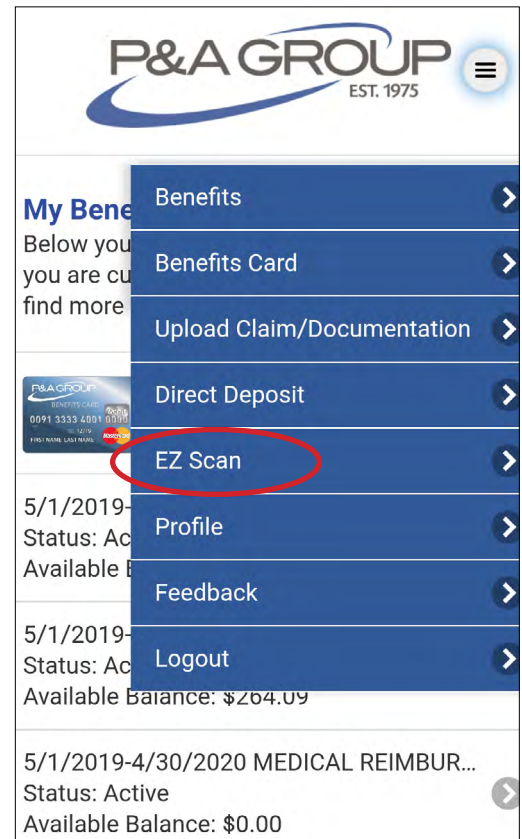 P&A GROUP
EST. 1975
My Bene
Below you
you are cu
find more
Benefits
Benefits Card
Upload Claim/Documentation
Direct Deposit
EZ Scan
Profile
Feedback
Logout
P&A GROUP
BENEFITS CARD
0091 3333 4001 0000
12/19
FIRST NAME LAST NAME
5/1/2019-
Status: Ac
Available
5/1/2019-
Status: Ac
Available Balance: $264.09
5/1/2019-4/30/2020 MEDICAL REIMBUR...
Status: Active
Available Balance: $0.00